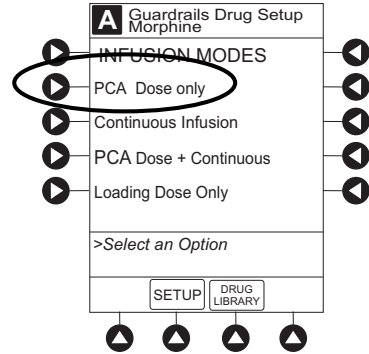 A Guardrails Drug Setup
Morphine
INFUSION MODES
PCA Dose only
Continuous Infusion
PCA Dose + Continuous
Loading Dose Only
>Select an Option
SETUP DRUG
LIBRARY